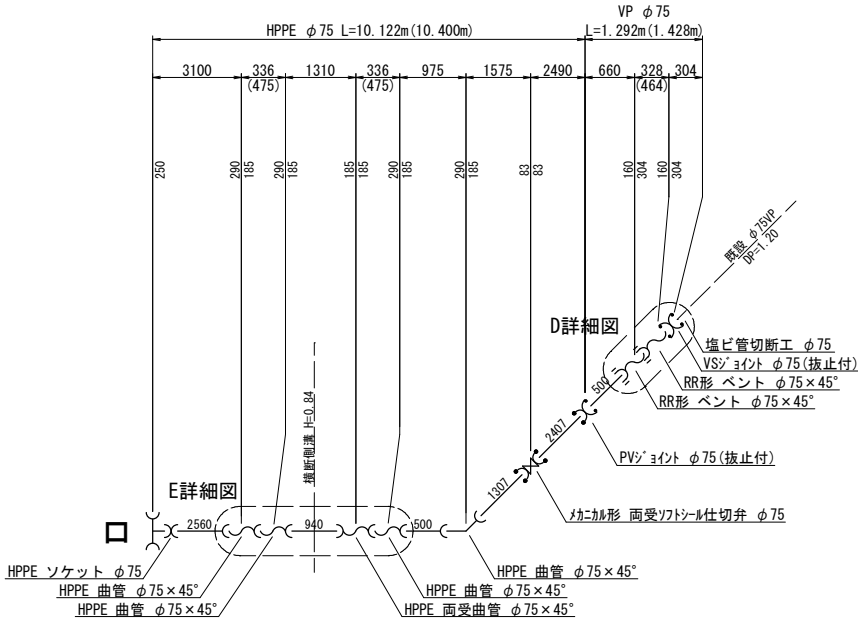 VP φ75
HPPE φ75 L=10.122m(10.400m)
L=1.292m(1.428m)
3100
336
(475)
1310
336
(475)
975
1575
2490
660
328
(464)
304
250
290
185
290
185
185
185
290
185
290
185
83
83
160
304
160
304
既設 φ75VP
DP=1.20
D詳細図
塩ビ管切断工 φ75
VSジョイント φ75(抜止付)
RR形 ベント φ75×45°
RR形 ベント φ75×45°
500
2407
PVジョイント φ75(抜止付)
横断側溝 H=0.84
1307
E詳細図
メカニカル形 両受ソフトシール仕切弁 φ75
口
2560
940
500
HPPE ソケット φ75
HPPE 曲管 φ75×45°
HPPE 曲管 φ75×45°
HPPE 曲管 φ75×45°
HPPE 曲管 φ75×45°
HPPE 両受曲管 φ75×45°